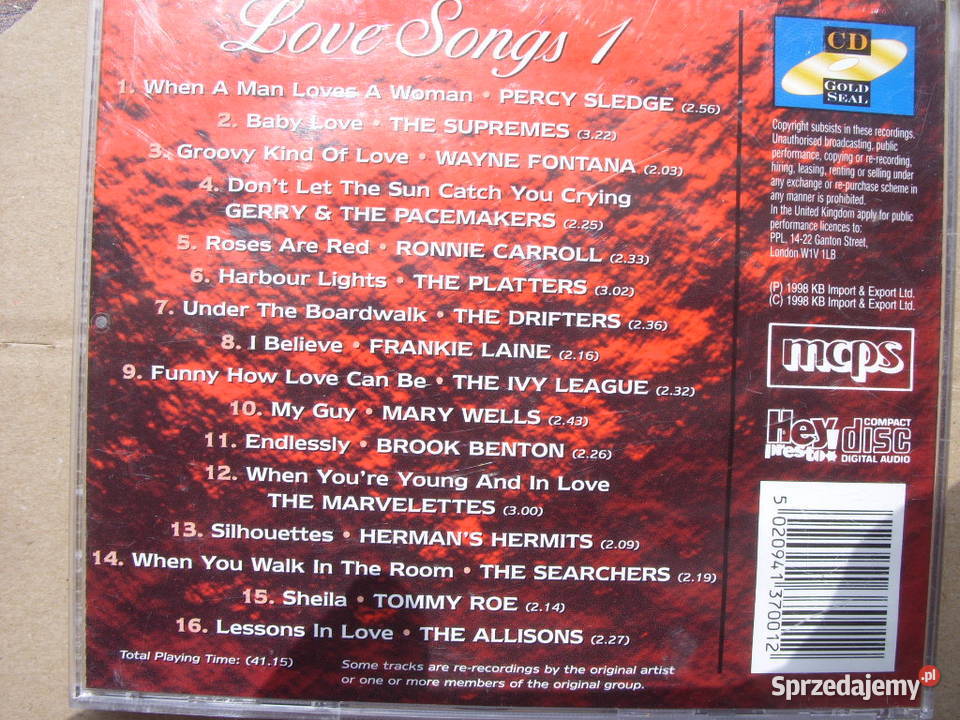 Love Songs 1
1. When A Man Loves A Woman • PERCY SLEDGE (2.56)
2. Baby Love • THE SUPREMES (3.22)
3. Groovy Kind Of Love • WAYNE FONTANA (2.03)
4. Don't Let The Sun Catch You Crying
GERRY & THE PACEMAKERS (2.25)
5. Roses Are Red • RONNIE CARROLL (2.33)
6. Harbour Lights • THE PLATTERS (3.02)
7. Under The Boardwalk • THE DRIFTERS (2.36)
8. I Believe • FRANKIE LAINE (2.16)
9. Funny How Love Can Be • THE IVY LEAGUE (2.32)
10. My Guy • MARY WELLS (2.43)
11. Endlessly • BROOK BENTON (2.26)
12. When You're Young And In Love
THE MARVELETTES (3.00)
13. Silhouettes • HERMAN'S HERMITS (2.09)
14. When You Walk In The Room • THE SEARCHERS (2.19)
15. Sheila • TOMMY ROE (2.14)
16. Lessons In Love • THE ALLISONS (2.27)
Total Playing Time: (41.15)
Some tracks are re-recordings by the original artist
or one or more members of the original group.
CD
GOLD
SEAL
Copyright subsists in these recordings.
Unauthorised broadcasting, public
performance, copying or re-recording,
hiring, leasing, renting or selling under
any exchange or re-purchase scheme in
any manner is prohibited.
In the United Kingdom apply for public
performance licences to:
PPL, 14-22 Ganton Street,
London W1V 1LB
(P) 1998 KB Import & Export Ltd.
(C) 1998 KB Import & Export Ltd.
mcps
Hey presto!
COMPACT
disc
DIGITAL AUDIO
5 020941 370012
Sprzedajemy.pl